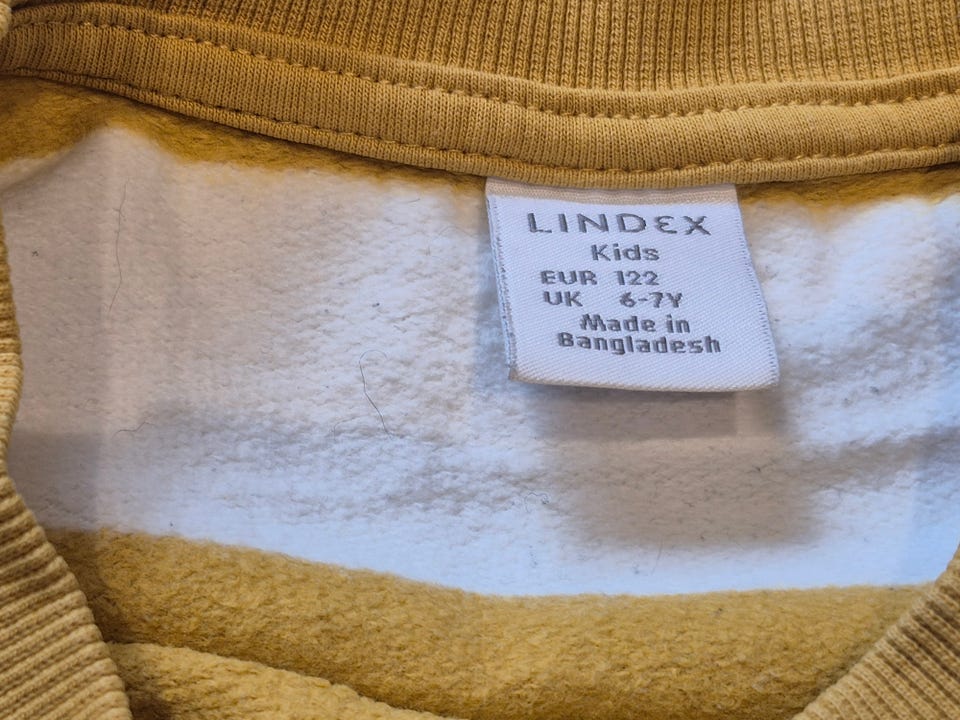 LINDEX
Kids
EUR 122
UK 6-7Y
Made in
Bangladesh